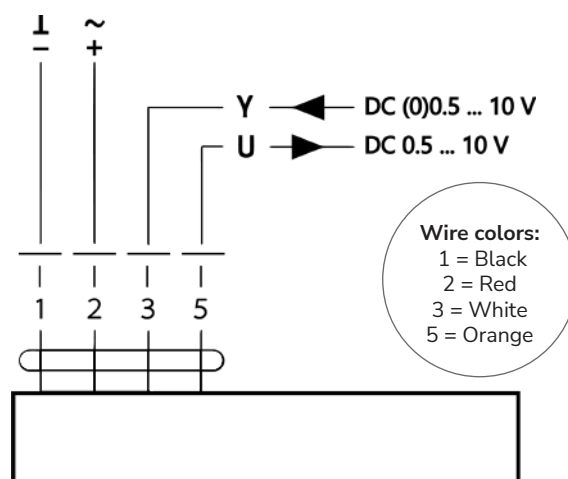 ⊥ ~
– +
Y DC (0)0.5 ... 10 V
U DC 0.5 ... 10 V
Wire colors:
1 = Black
2 = Red
3 = White
5 = Orange
1 2 3 5